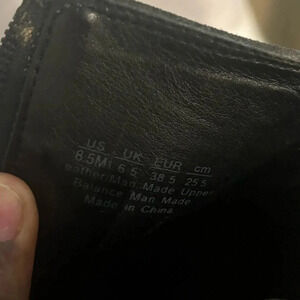 US UK EUR cm
8.5M 6.5 38.5 25.5
Leather/Man Made Upper
Balance Man Made
Made in China